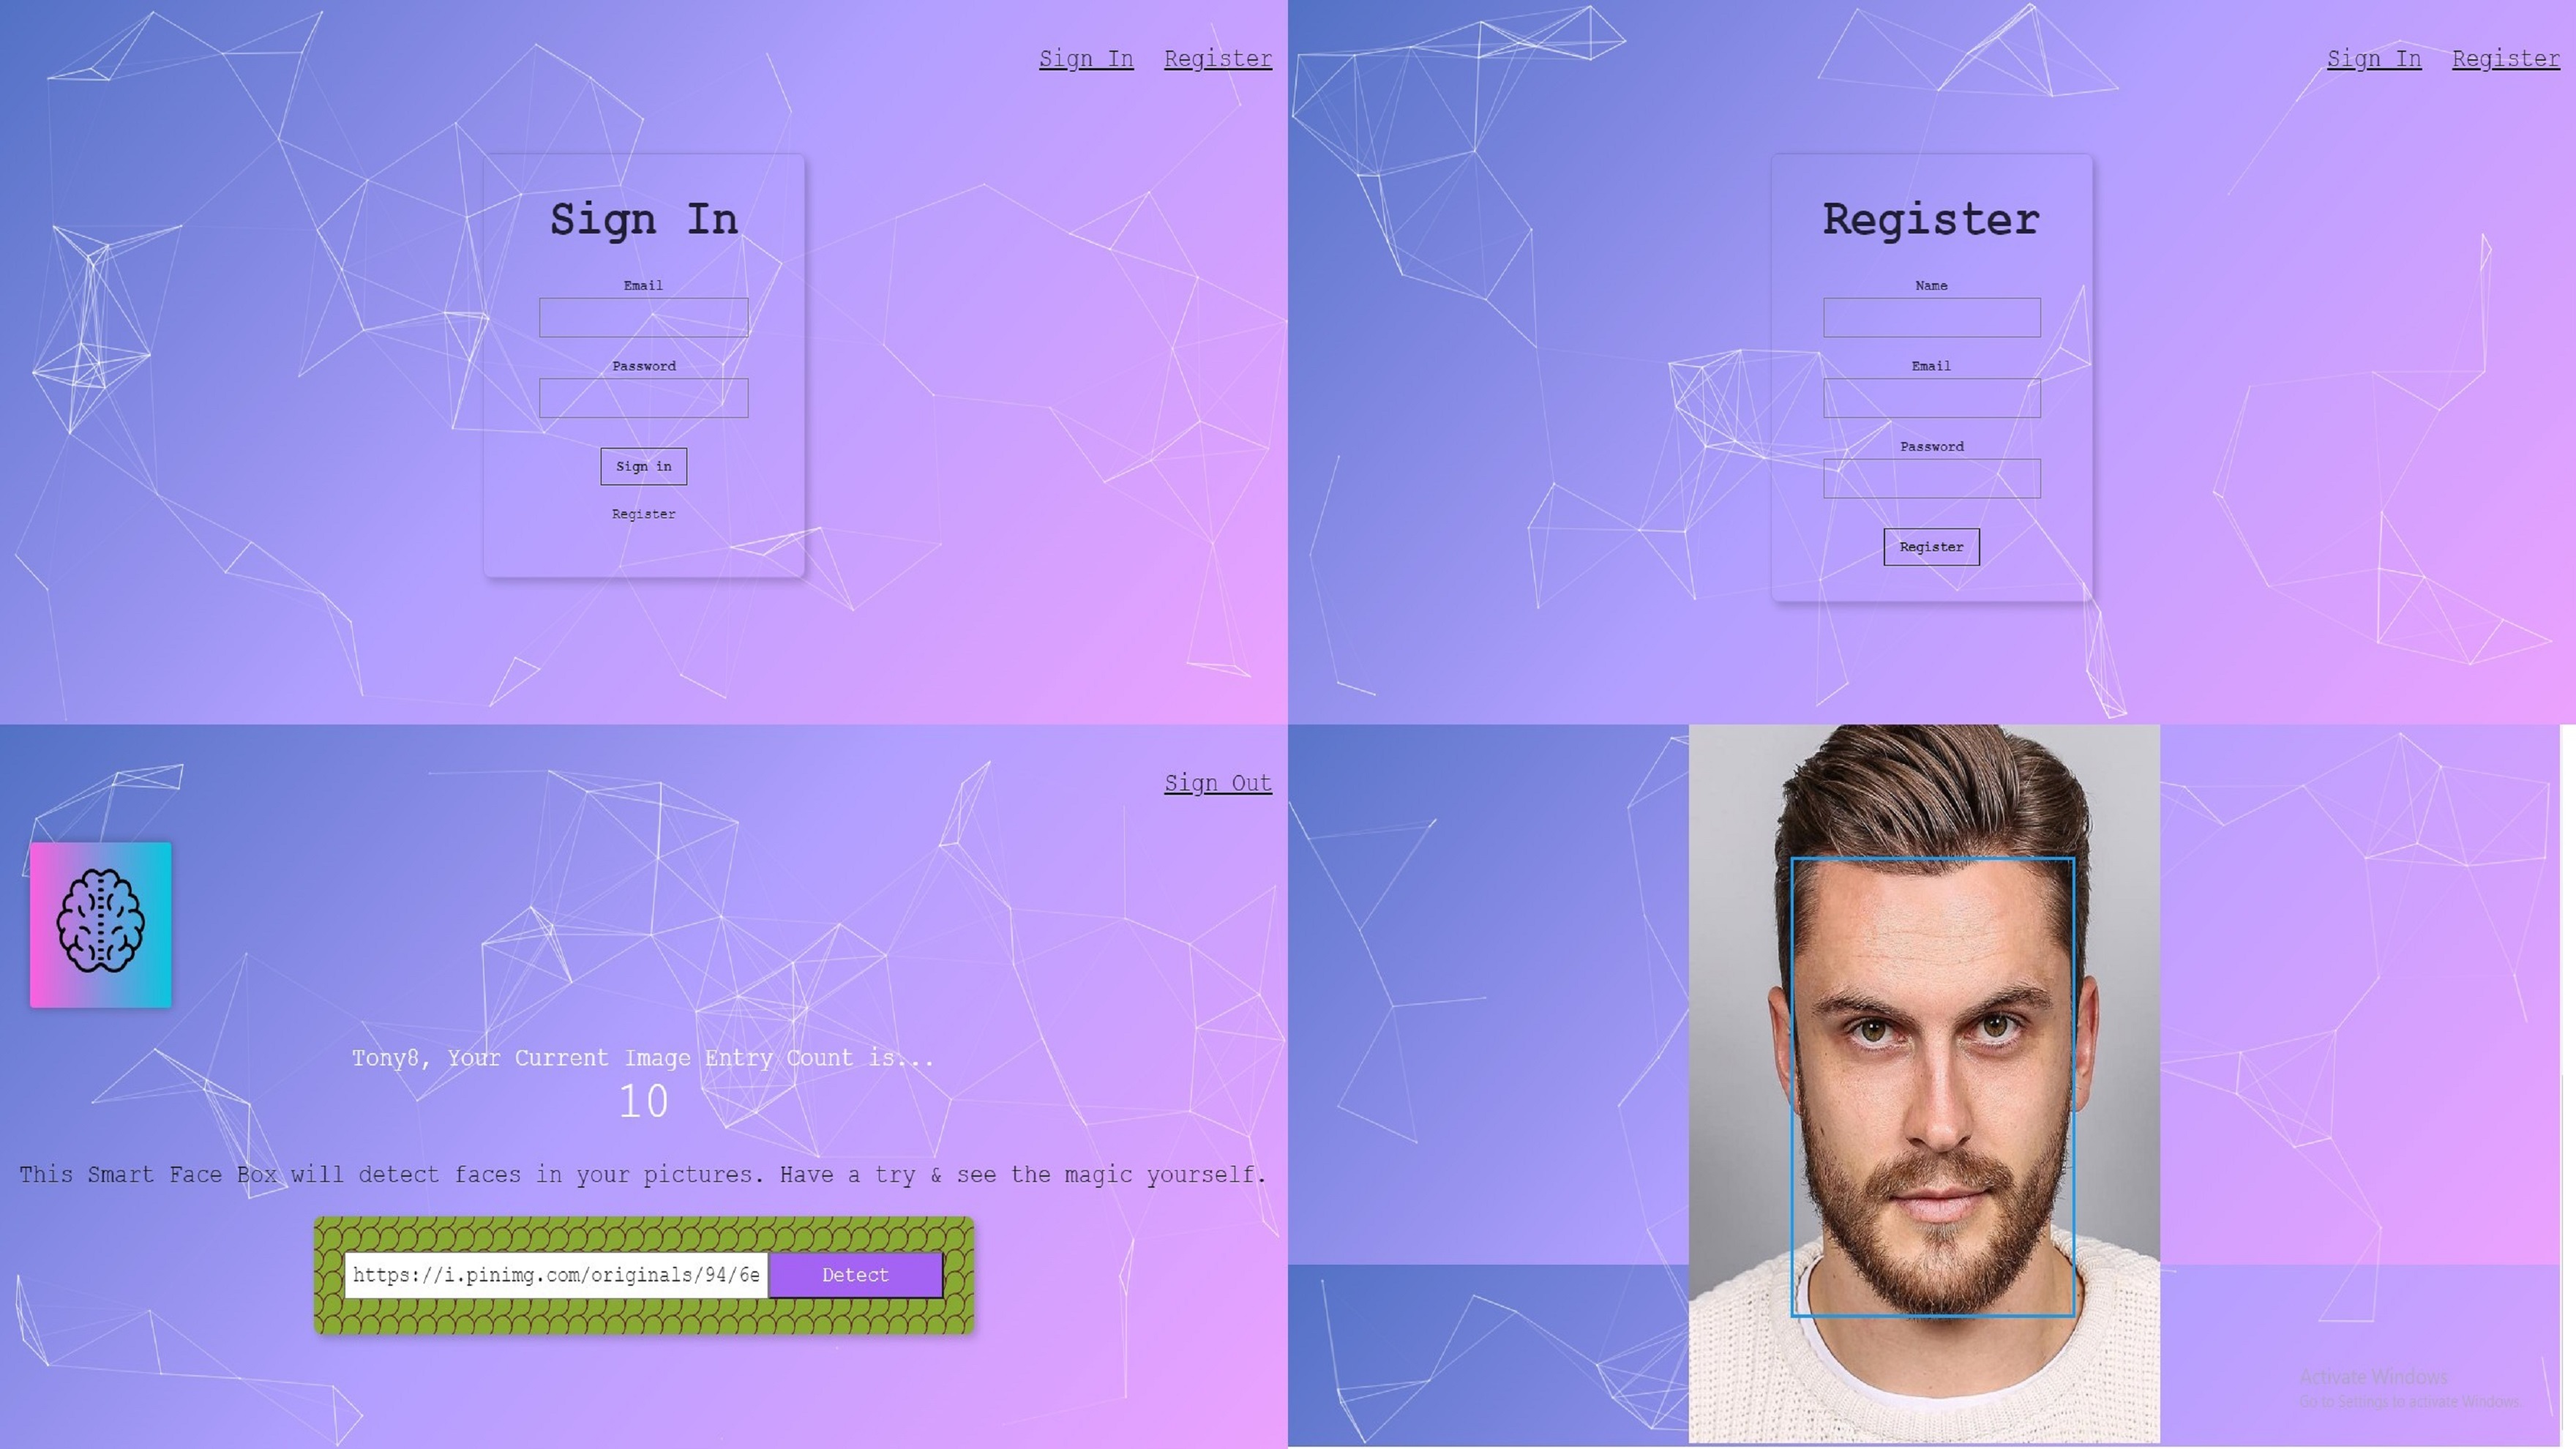 Sign In Register
Sign In
Email
Password
Sign in
Register
Sign In Register
Register
Name
Email
Password
Register
Sign Out
Tony8, Your Current Image Entry Count is...
10
This Smart Face Box will detect faces in your pictures. Have a try & see the magic yourself.
https://i.pinimg.com/originals/94/6e
Detect
Activate Windows
Go to Settings to activate Windows.